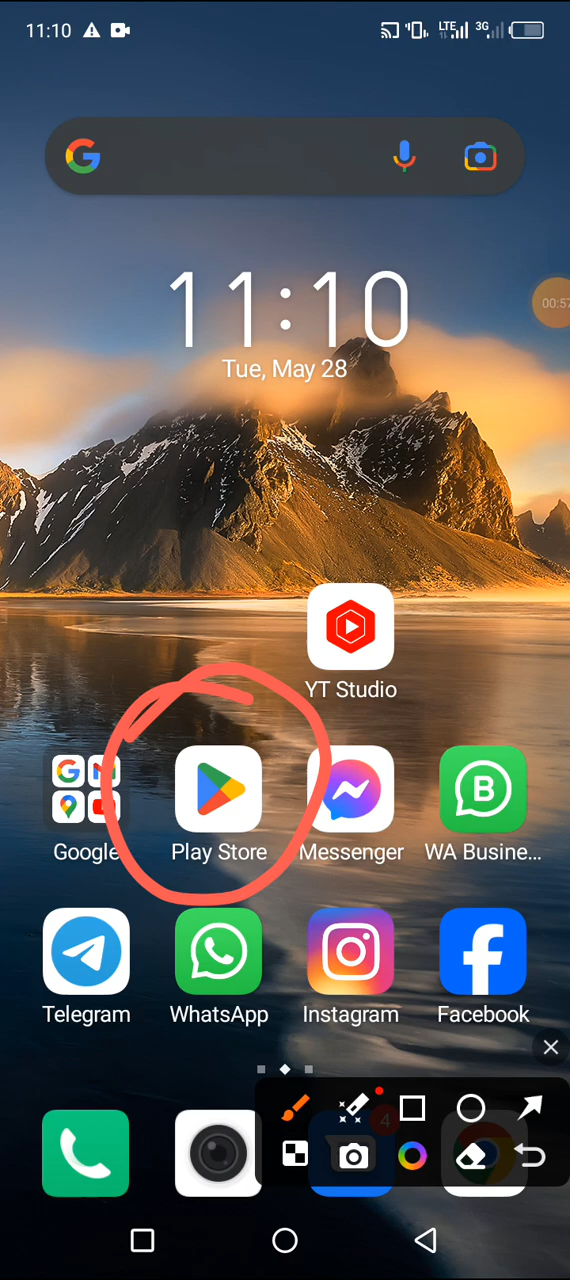 11:10
LTE
3G
11:10
Tue, May 28
00:57
YT Studio
Google
Play Store
Messenger
WA Busine...
Telegram
WhatsApp
Instagram
Facebook
4